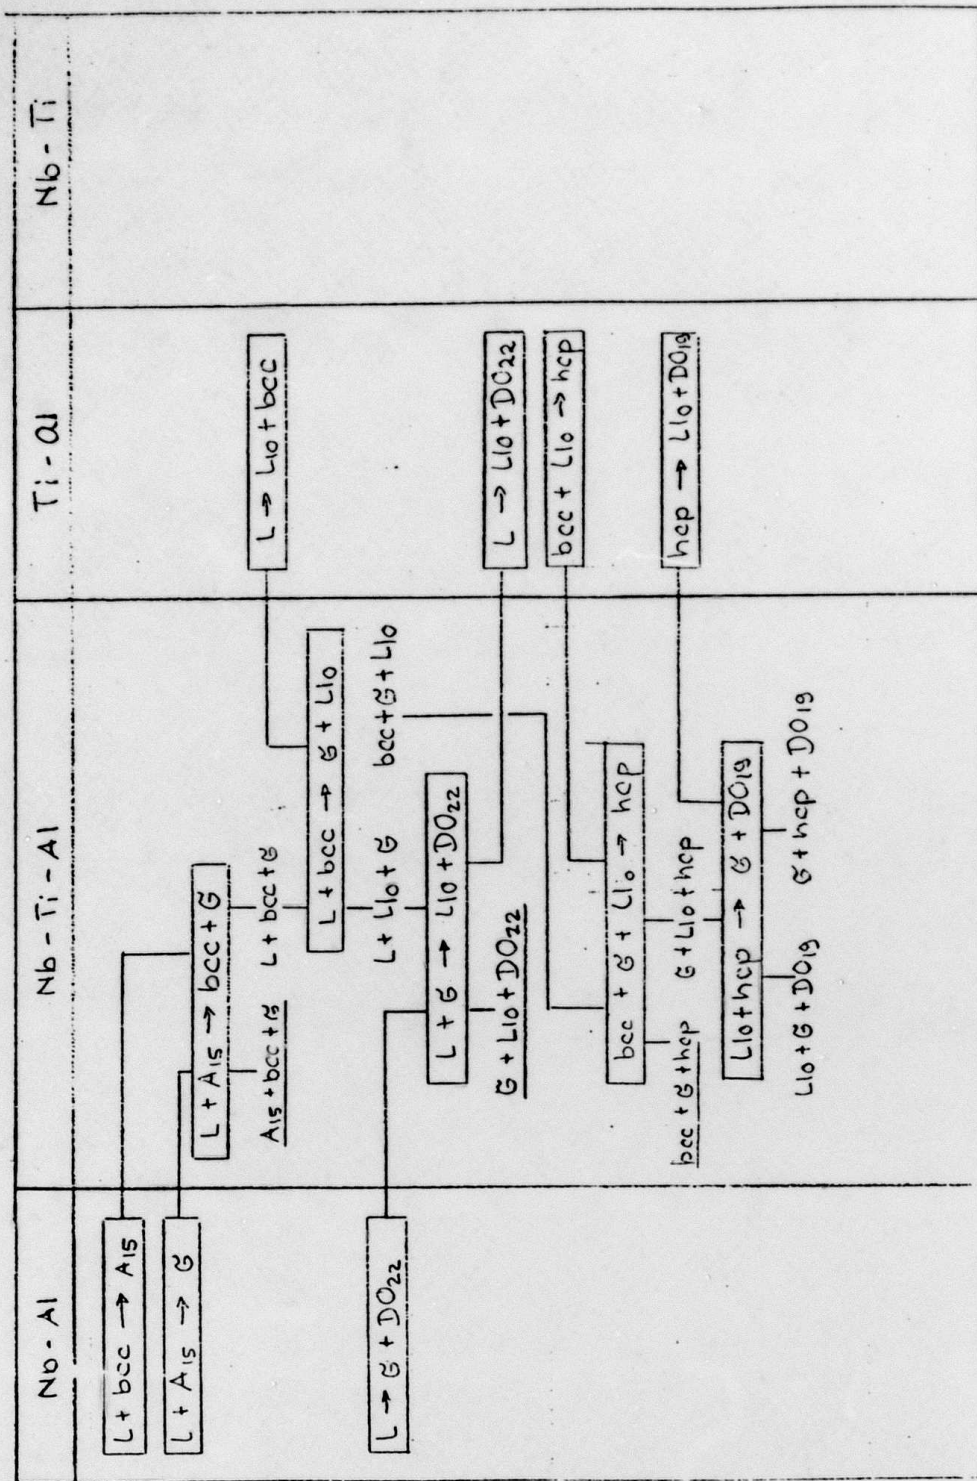 Nb - Al
Nb - Ti - Al
Ti - al
Nb - Ti
L + bcc → A15
L + A15 → σ
L + A15 → bcc + σ
A15 + bcc + σ
L + bcc + σ
L → L10 + bcc
L + bcc → σ + L10
L + L10 + σ
bcc + σ + L10
L → σ + DO22
L + σ → L10 + DO22
σ + L10 + DO22
L → L10 + DO22
bcc + L10 → hcp
bcc + σ + L10 → hcp
bcc + σ + hcp
σ + L10 + hcp
hcp → L10 + DO19
L10 + hcp → σ + DO19
L10 + σ + DO19
σ + hcp + DO19